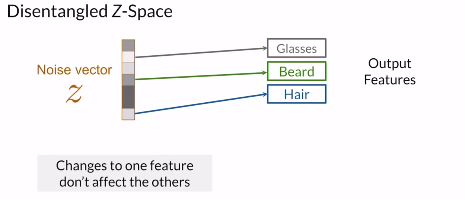 Disentangled Z-Space
Glasses
Noise vector
z
Beard
Output
Features
Hair
Changes to one feature
don't affect the others